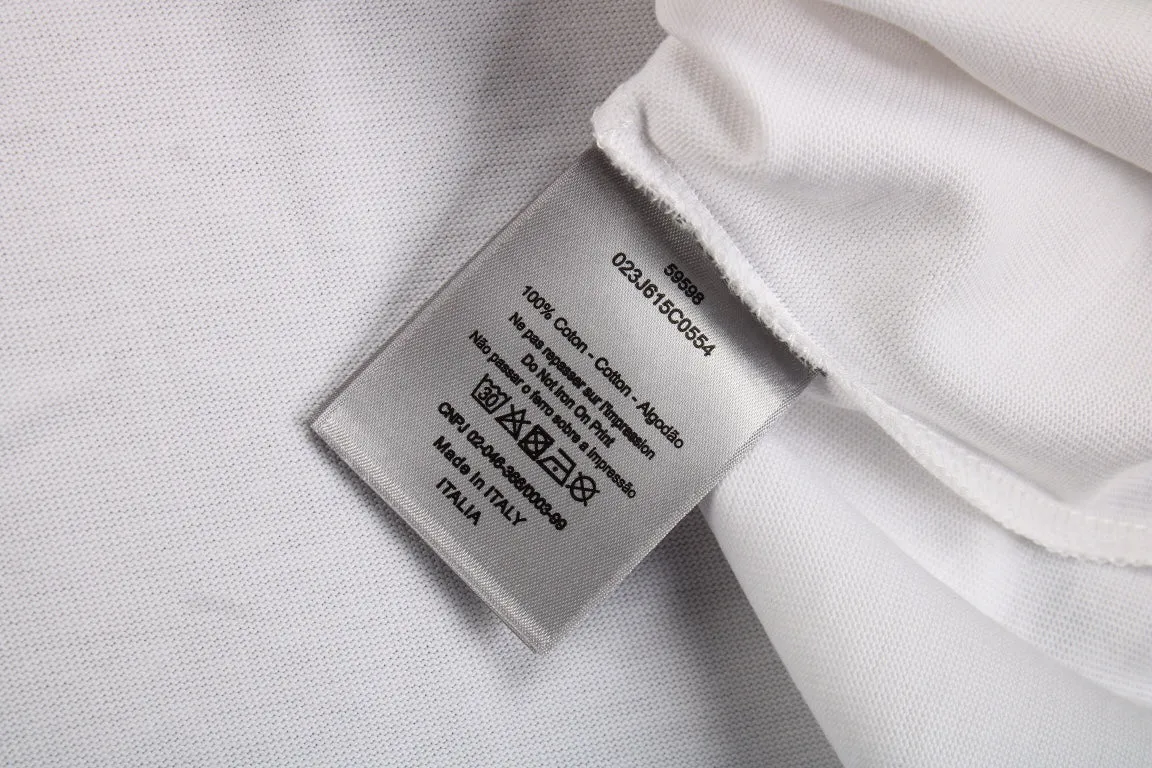 59598
023J615C0554
100% Coton - Cotton - Algodão
Ne pas repasser sur l'impression
Do Not Iron On Print
Não passar o ferro sobre a impressão
30
CNPJ 02-046-368/0003-99
Made In ITALY
ITALIA